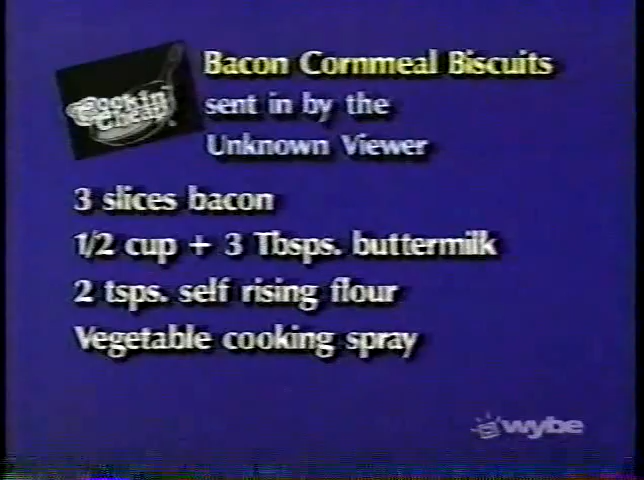 Cookin' Cheap
Bacon Cornmeal Biscuits
sent in by the
Unknown Viewer
3 slices bacon
1/2 cup + 3 Tbsps. buttermilk
2 tsps. self rising flour
Vegetable cooking spray
wybe